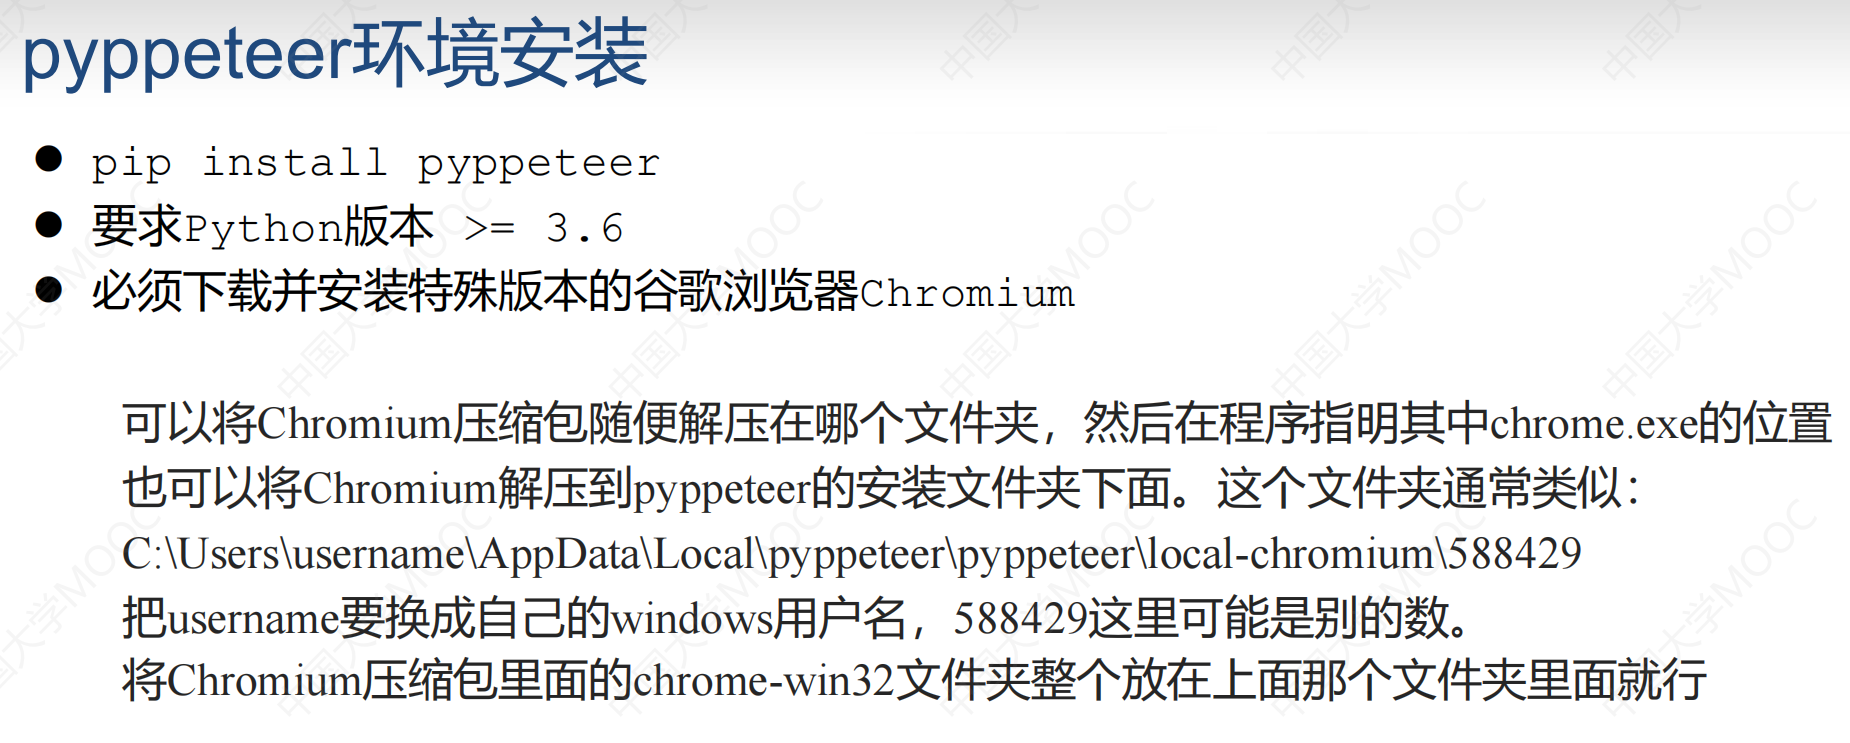 pyppeteer环境安装
● pip install pyppeteer
● 要求Python版本 >= 3.6
● 必须下载并安装特殊版本的谷歌浏览器Chromium
可以将Chromium压缩包随便解压在哪个文件夹，然后在程序指明其中chrome.exe的位置
也可以将Chromium解压到pyppeteer的安装文件夹下面。这个文件夹通常类似：
C:\Users\username\AppData\Local\pyppeteer\pyppeteer\local-chromium\588429
把username要换成自己的windows用户名，588429这里可能是别的数。
将Chromium压缩包里面的chrome-win32文件夹整个放在上面那个文件夹里面就行
中国大学MOOC